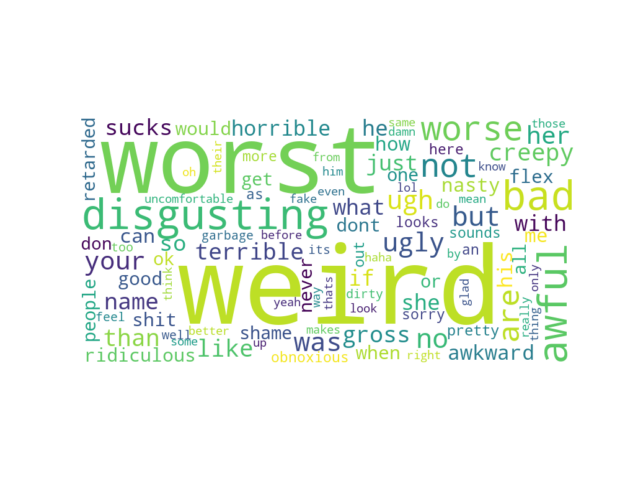 retarded
sucks
would
horrible
he
how
worse
same
damn
those
her
worst
oh
their
more
from
him
just
one
here
not
know
creepy
get
as
even
lol
ugh
nasty
flex
uncomfortable
fake
do
mean
bad
disgusting
what
dont
looks
but
sounds
with
don
too
can
so
garbage
before
its
out
ugly
by
an
all
me
your
ok
terrible
never
haha
his
only
awful
good
think
weird
if
thats
way
dirty
or
she
glad
are
really
thing
people
name
yeah
look
sorry
feel
shit
well
some
better
shame
makes
was
gross
no
pretty
than
like
up
when
right
awkward
ridiculous
obnoxious